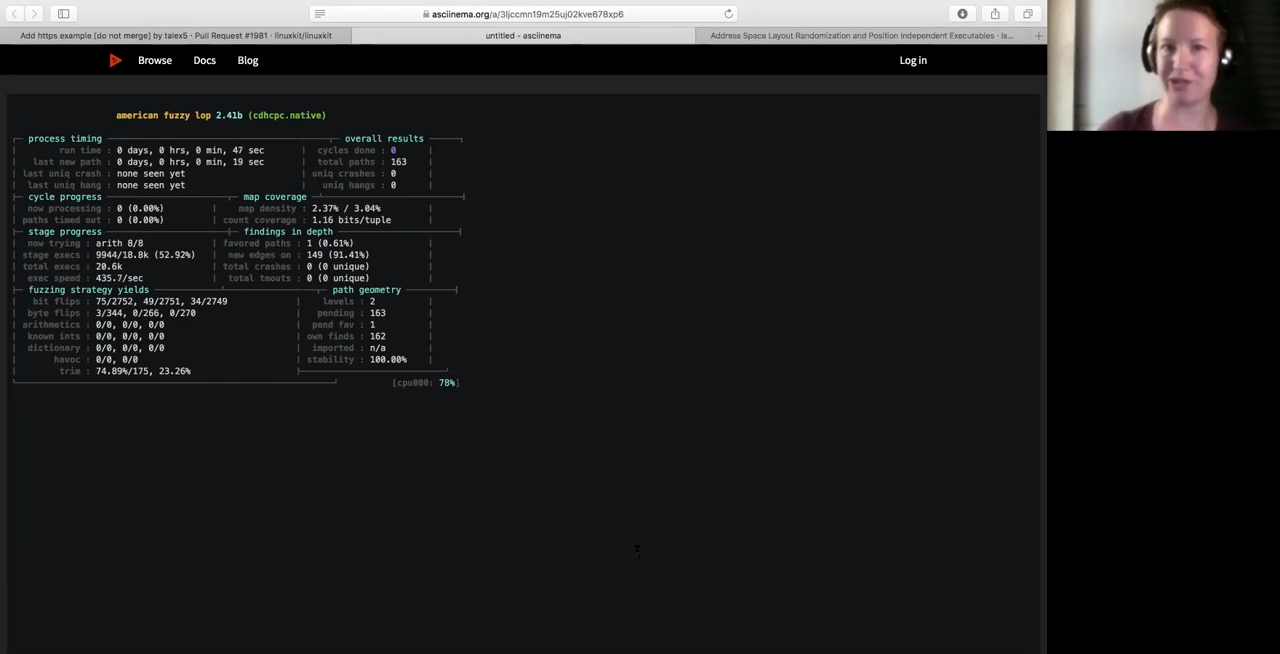 asciinema.org/a/3ljccmn19m25uj02kve678xp6
Add https example [do not merge] by talex5 · Pull Request #1981 · linuxkit/linuxkit
untitled - asciinema
Address Space Layout Randomization and Position Independent Executables · Is...
Browse Docs Blog Log in
american fuzzy lop 2.41b (cdhcpc.native)
process timing overall results
run time : 0 days, 0 hrs, 0 min, 47 sec cycles done : 0
last new path : 0 days, 0 hrs, 0 min, 19 sec total paths : 163
last uniq crash : none seen yet uniq crashes : 0
last uniq hang : none seen yet uniq hangs : 0
cycle progress map coverage
now processing : 0 (0.00%) map density : 2.37% / 3.04%
paths timed out : 0 (0.00%) count coverage : 1.16 bits/tuple
stage progress findings in depth
now trying : arith 8/8 favored paths : 1 (0.61%)
stage execs : 9944/18.8k (52.92%) new edges on : 149 (91.41%)
total execs : 20.6k total crashes : 0 (0 unique)
exec speed : 435.7/sec total tmouts : 0 (0 unique)
fuzzing strategy yields path geometry
bit flips : 75/2752, 49/2751, 34/2749 levels : 2
byte flips : 3/344, 0/266, 0/270 pending : 163
arithmetics : 0/0, 0/0, 0/0 pend fav : 1
known ints : 0/0, 0/0, 0/0 own finds : 162
dictionary : 0/0, 0/0, 0/0 imported : n/a
havoc : 0/0, 0/0 stability : 100.00%
trim : 74.89%/175, 23.26%
[cpu000: 78%]